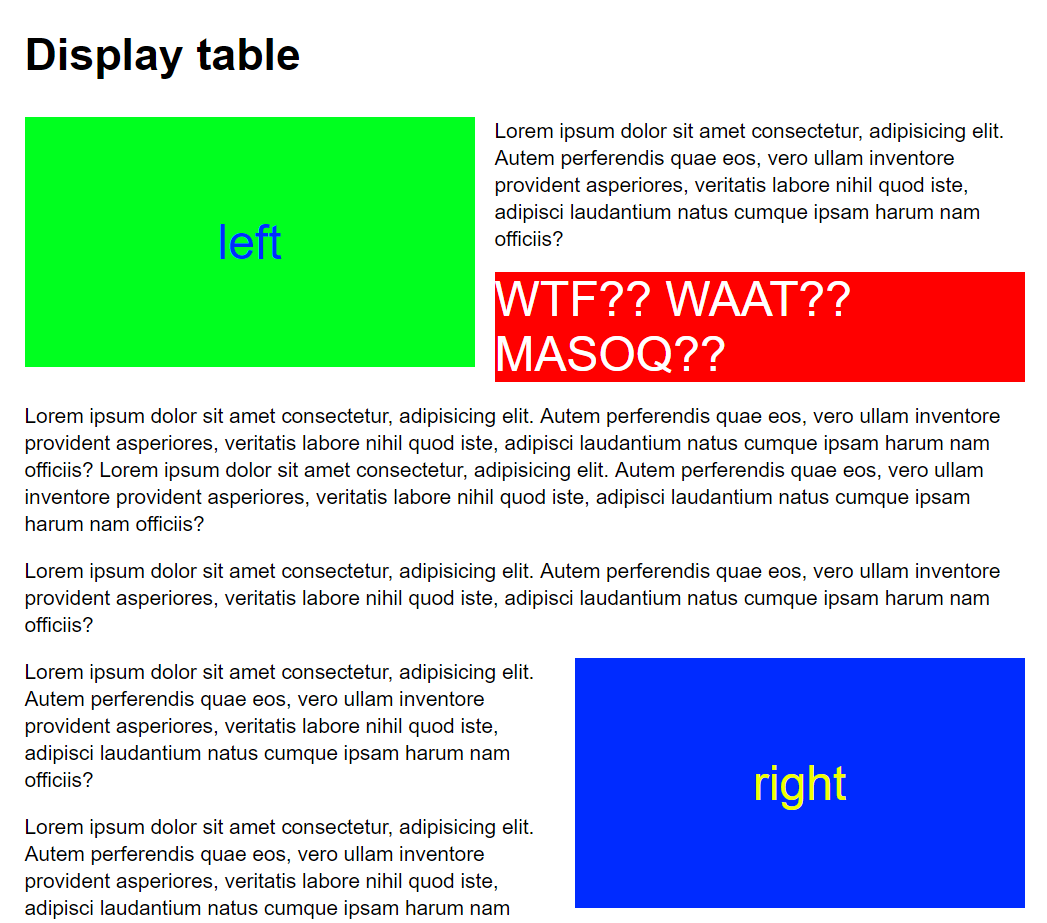 Display table
left
Lorem ipsum dolor sit amet consectetur, adipisicing elit.
Autem perferendis quae eos, vero ullam inventore
provident asperiores, veritatis labore nihil quod iste,
adipisci laudantium natus cumque ipsam harum nam
officiis?
WTF?? WAAT??
MASOQ??
Lorem ipsum dolor sit amet consectetur, adipisicing elit. Autem perferendis quae eos, vero ullam inventore
provident asperiores, veritatis labore nihil quod iste, adipisci laudantium natus cumque ipsam harum nam
officiis? Lorem ipsum dolor sit amet consectetur, adipisicing elit. Autem perferendis quae eos, vero ullam
inventore provident asperiores, veritatis labore nihil quod iste, adipisci laudantium natus cumque ipsam
harum nam officiis?
Lorem ipsum dolor sit amet consectetur, adipisicing elit. Autem perferendis quae eos, vero ullam inventore
provident asperiores, veritatis labore nihil quod iste, adipisci laudantium natus cumque ipsam harum nam
officiis?
Lorem ipsum dolor sit amet consectetur, adipisicing elit.
Autem perferendis quae eos, vero ullam inventore
provident asperiores, veritatis labore nihil quod iste,
adipisci laudantium natus cumque ipsam harum nam
officiis?
right
Lorem ipsum dolor sit amet consectetur, adipisicing elit.
Autem perferendis quae eos, vero ullam inventore
provident asperiores, veritatis labore nihil quod iste,
adipisci laudantium natus cumque ipsam harum nam